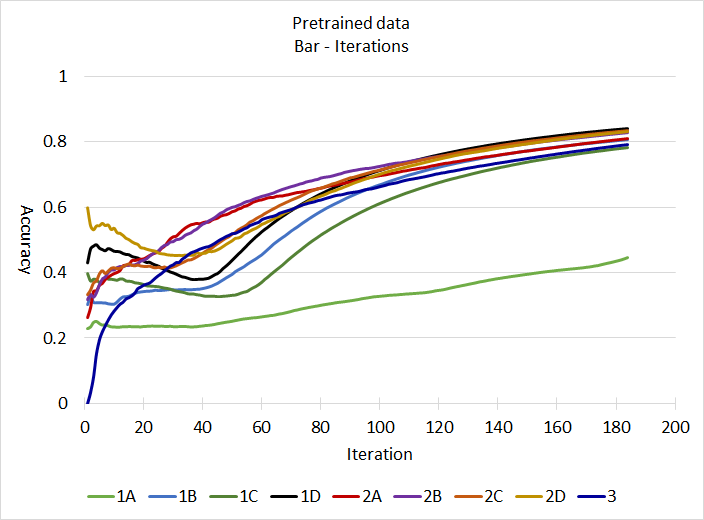 Pretrained data
Bar - Iterations
1
0.8
0.6
0.4
0.2
0
Accuracy
0 20 40 60 80 100 120 140 160 180 200
Iteration
1A 1B 1C 1D 2A 2B 2C 2D 3